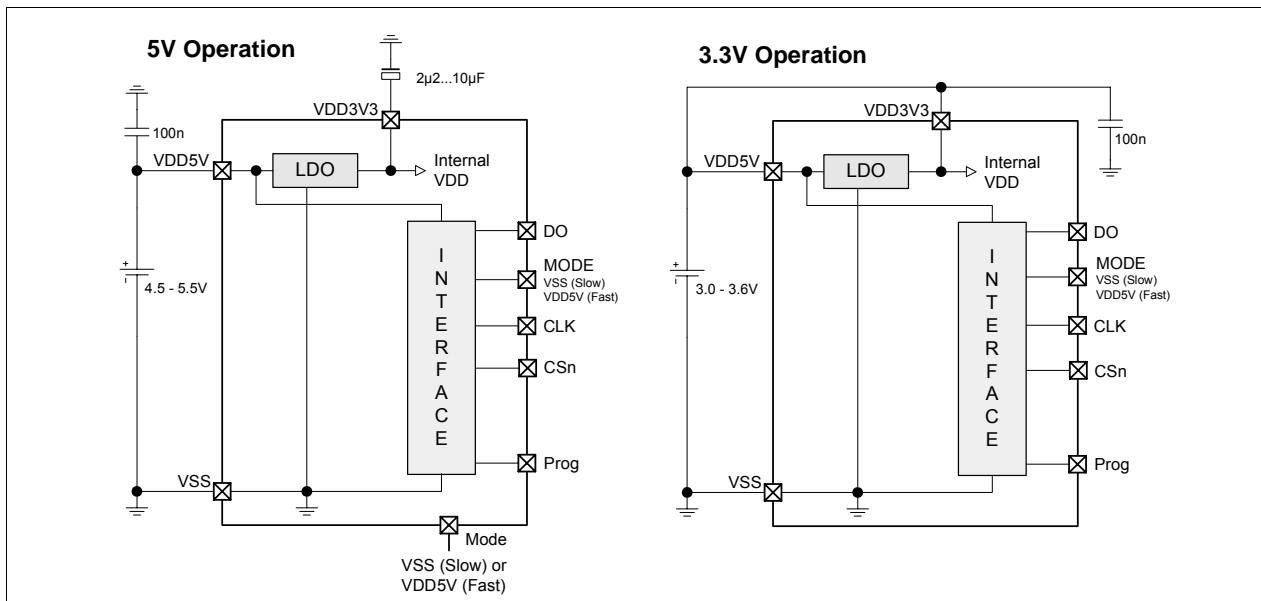 5V Operation
2µ2...10µF
VDD3V3
100n
VDD5V
LDO
Internal
VDD
INTERFACE
DO
MODE
VSS (Slow)
VDD5V (Fast)
CLK
CSn
Prog
+
-
4.5 - 5.5V
VSS
Mode
VSS (Slow) or
VDD5V (Fast)
3.3V Operation
VDD3V3
100n
VDD5V
LDO
Internal
VDD
INTERFACE
DO
MODE
VSS (Slow)
VDD5V (Fast)
CLK
CSn
Prog
+
-
3.0 - 3.6V
VSS